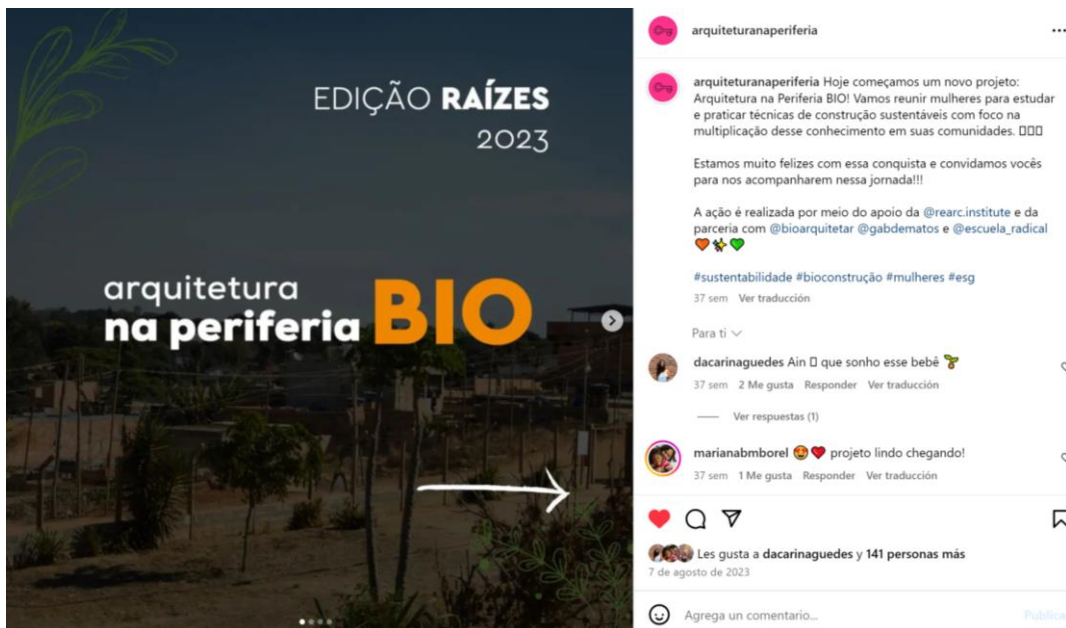 EDIÇÃO RAÍZES
2023
arquitetura
na periferia BIO
arquiteturanaperiferia
arquiteturanaperiferia Hoje começamos um novo projeto:
Arquitetura na Periferia BIO! Vamos reunir mulheres para estudar
e praticar técnicas de construção sustentáveis com foco na
multiplicação desse conhecimento em suas comunidades.
Estamos muito felizes com essa conquista e convidamos vocês
para nos acompanharem nessa jornada!!!
A ação é realizada por meio do apoio da @rearc.institute e da
parceria com @bioarquitetar @gabdematos e @escuela_radical
🧡✨💚
#sustentabilidade #bioconstrução #mulheres #esg
37 sem Ver traducción
Para ti
dacarinaguedes Ain que sonho esse bebê 🌱
37 sem 2 Me gusta Responder Ver traducción
Ver respuestas (1)
marianabmborel 😍❤️ projeto lindo chegando!
37 sem 1 Me gusta Responder Ver traducción
Les gusta a dacarinaguedes y 141 personas más
7 de agosto de 2023
Agrega un comentario... Publica